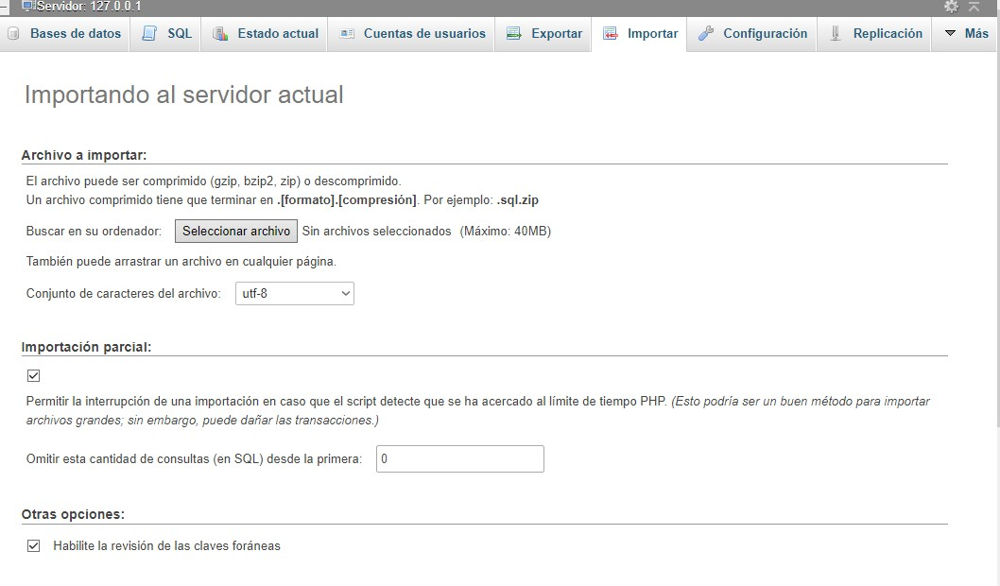 Servidor: 127.0.0.1
Bases de datos SQL Estado actual Cuentas de usuarios Exportar Importar Configuración Replicación Más
Importando al servidor actual
Archivo a importar:
El archivo puede ser comprimido (gzip, bzip2, zip) o descomprimido.
Un archivo comprimido tiene que terminar en .[formato].[compresión]. Por ejemplo: .sql.zip
Buscar en su ordenador: Seleccionar archivo Sin archivos seleccionados (Máximo: 40MB)
También puede arrastrar un archivo en cualquier página.
Conjunto de caracteres del archivo: utf-8
Importación parcial:
Permitir la interrupción de una importación en caso que el script detecte que se ha acercado al límite de tiempo PHP. (Esto podría ser un buen método para importar
archivos grandes; sin embargo, puede dañar las transacciones.)
Omitir esta cantidad de consultas (en SQL) desde la primera: 0
Otras opciones:
Habilite la revisión de las claves foráneas